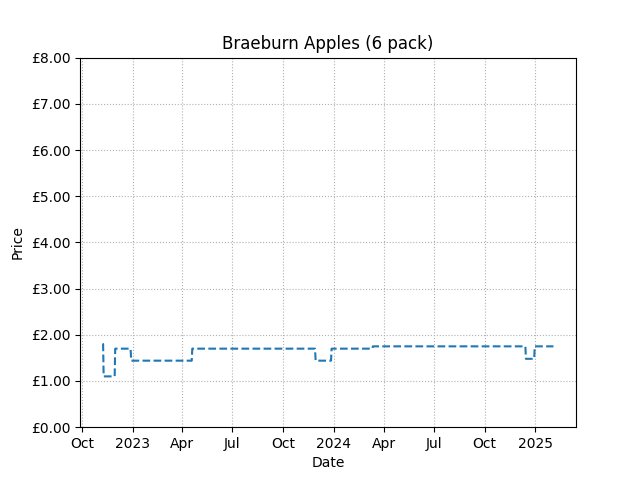 Braeburn Apples (6 pack)
£8.00
£7.00
£6.00
£5.00
£4.00
£3.00
£2.00
£1.00
£0.00
Price
Oct 2023 Apr Jul Oct 2024 Apr Jul Oct 2025
Date